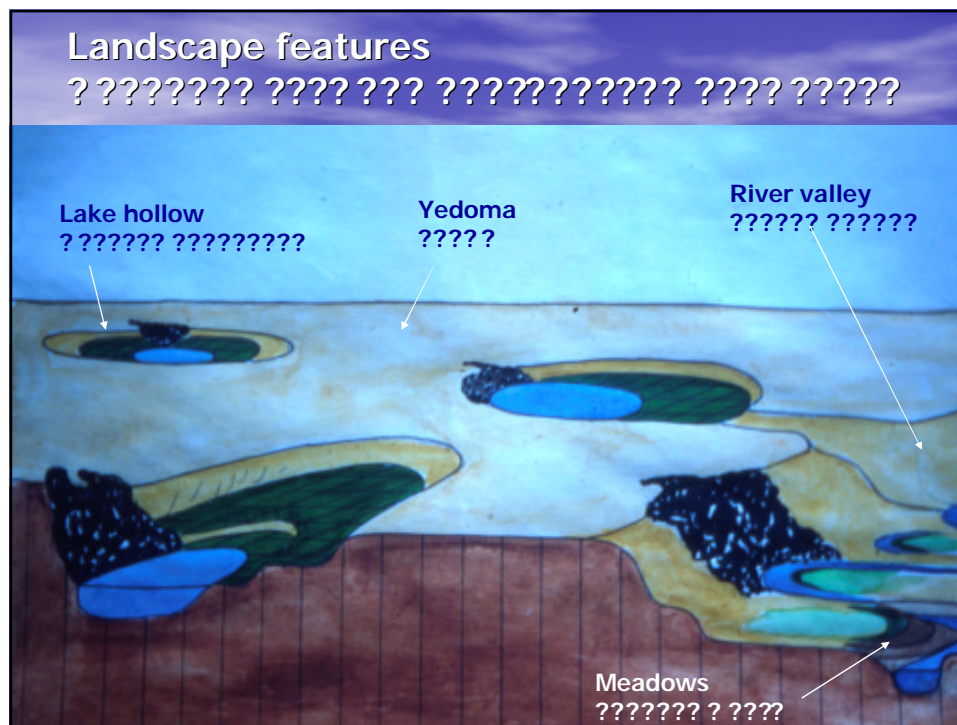 Landscape features
? ??????? ???? ??? ??????????? ???? ?????
Lake hollow
? ?????? ?????????
Yedoma
???? ?
River valley
?????? ??????
Meadows
??????? ? ????